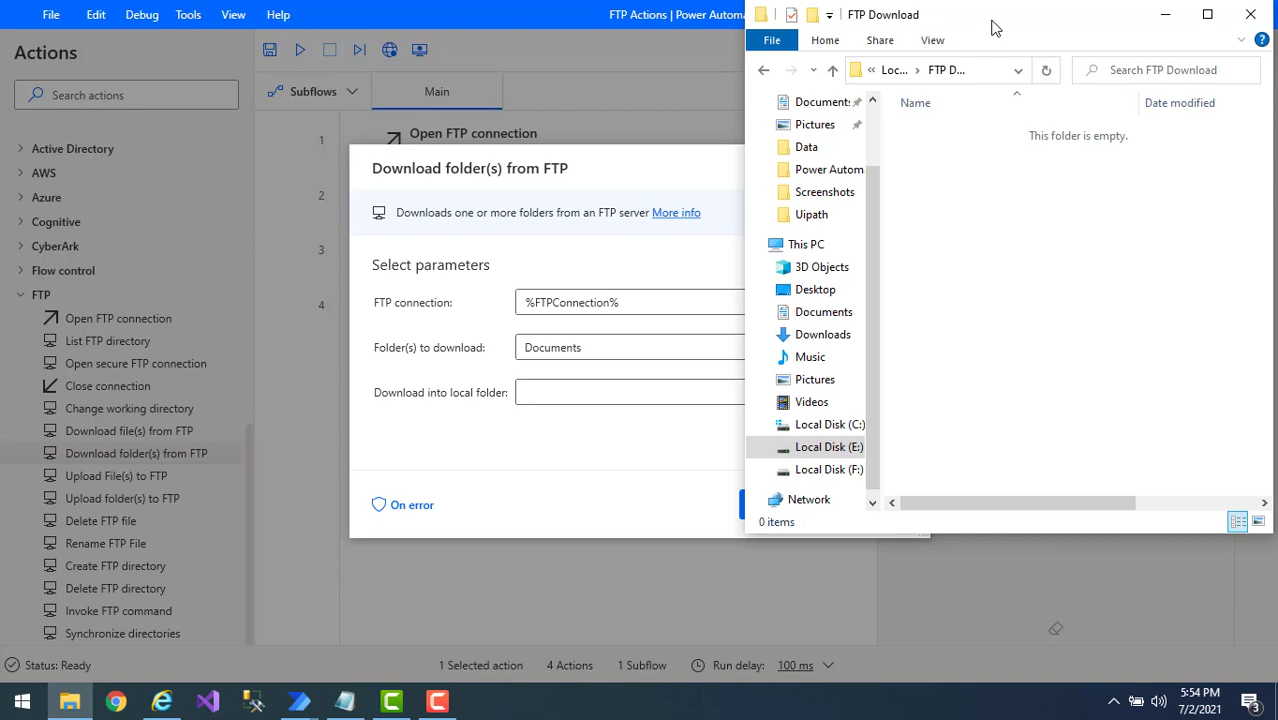 File Edit Debug Tools View Help
FTP Actions | Power Automa
Actions
Search actions
Active Directory
AWS
Azure
Cognitive
CyberArk
Flow control
FTP
Open FTP connection
List FTP directory
Open secure FTP connection
Close connection
Change working directory
Download file(s) from FTP
Download folder(s) from FTP
Upload File(s) to FTP
Upload folder(s) to FTP
Delete FTP file
Rename FTP File
Create FTP directory
Delete FTP directory
Invoke FTP command
Synchronize directories
Subflows
Main
1
Open FTP connection
2
3
4
Download folder(s) from FTP
Downloads one or more folders from an FTP server More info
Select parameters
FTP connection: %FTPConnection%
Folder(s) to download: Documents
Download into local folder:
On error
FTP Download
File Home Share View
« Loc... › FTP D...
Search FTP Download
Documents
Pictures
Data
Power Autom
Screenshots
Uipath
This PC
3D Objects
Desktop
Documents
Downloads
Music
Pictures
Videos
Local Disk (C:)
Local Disk (E:)
Local Disk (F:)
Network
Name Date modified
This folder is empty.
0 items
Status: Ready 1 Selected action 4 Actions 1 Subflow Run delay: 100 ms
5:54 PM
7/2/2021
3